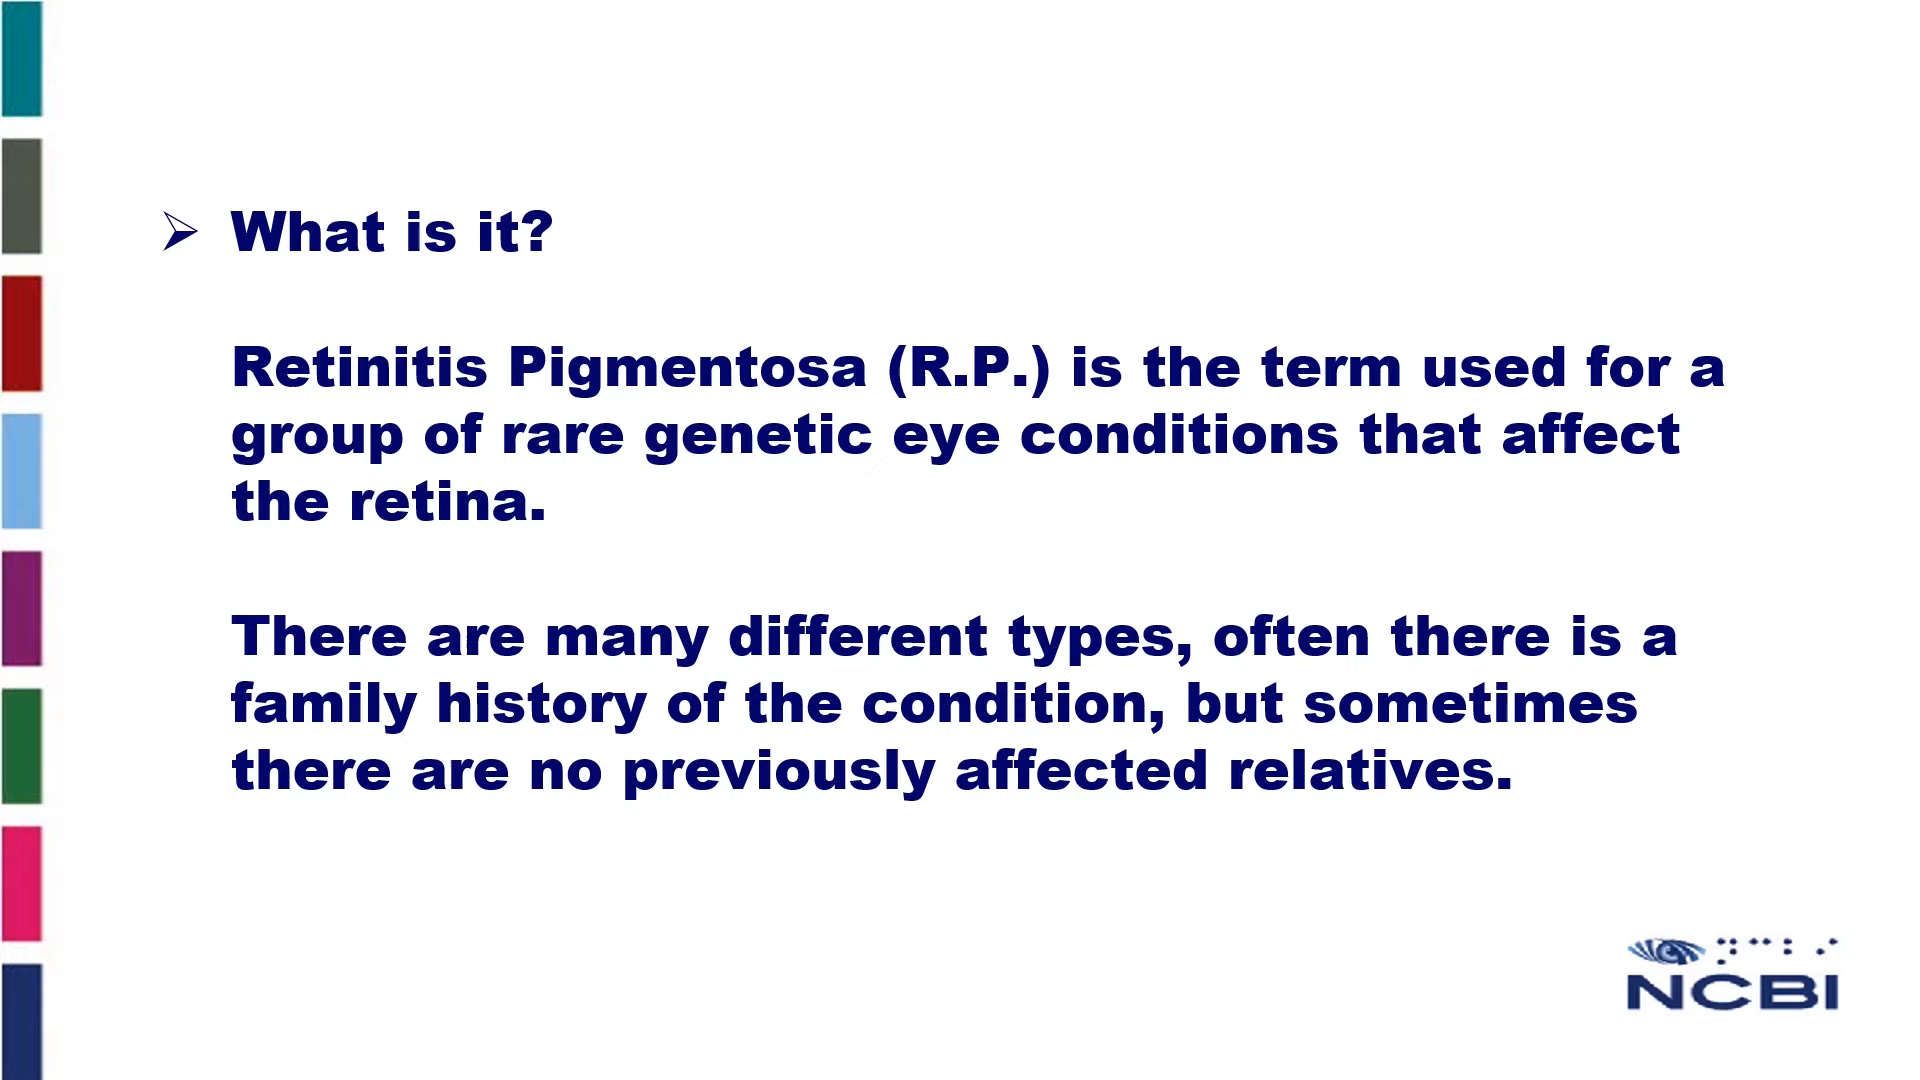 What is it?
Retinitis Pigmentosa (R.P.) is the term used for a
group of rare genetic eye conditions that affect
the retina.
There are many different types, often there is a
family history of the condition, but sometimes
there are no previously affected relatives.
⠝⠉⠃⠊
NCBI